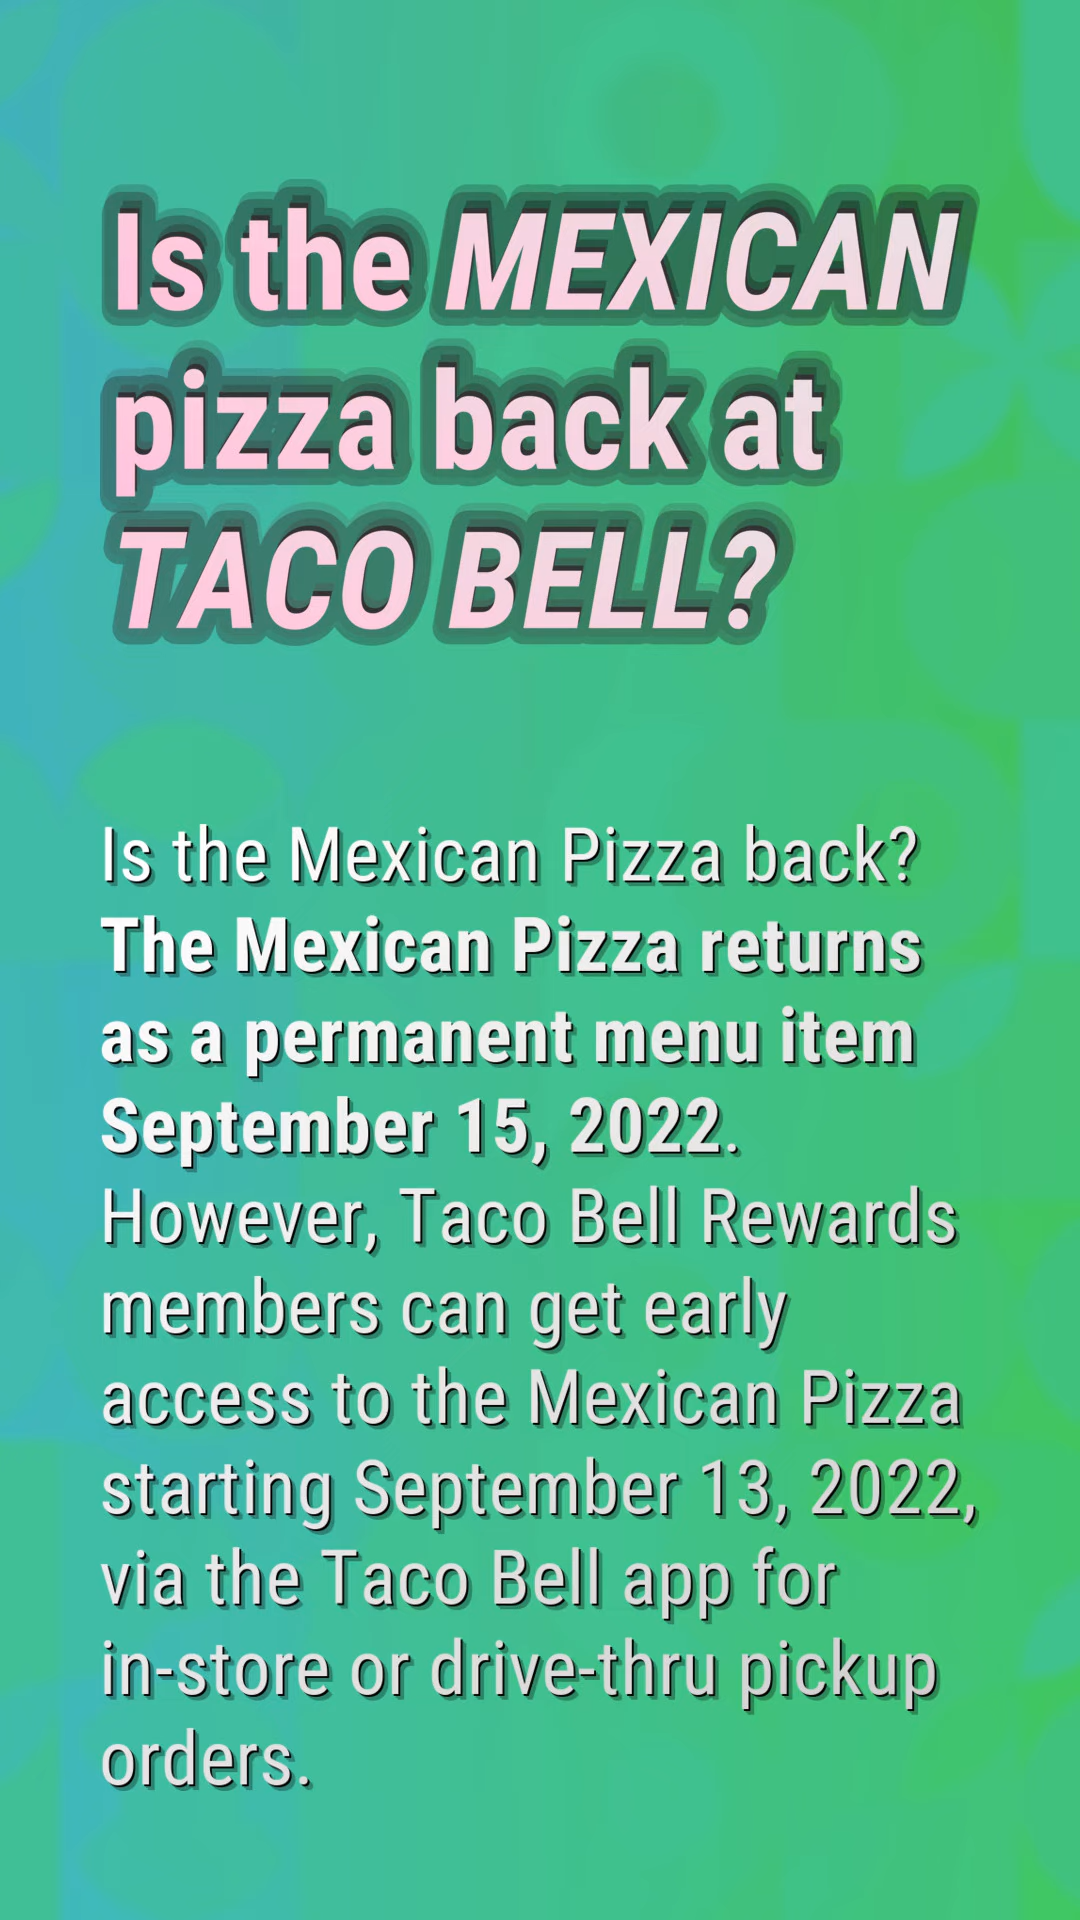 Is the MEXICAN
pizza back at
TACO BELL?
Is the Mexican Pizza back?
The Mexican Pizza returns
as a permanent menu item
September 15, 2022.
However, Taco Bell Rewards
members can get early
access to the Mexican Pizza
starting September 13, 2022,
via the Taco Bell app for
in-store or drive-thru pickup
orders.